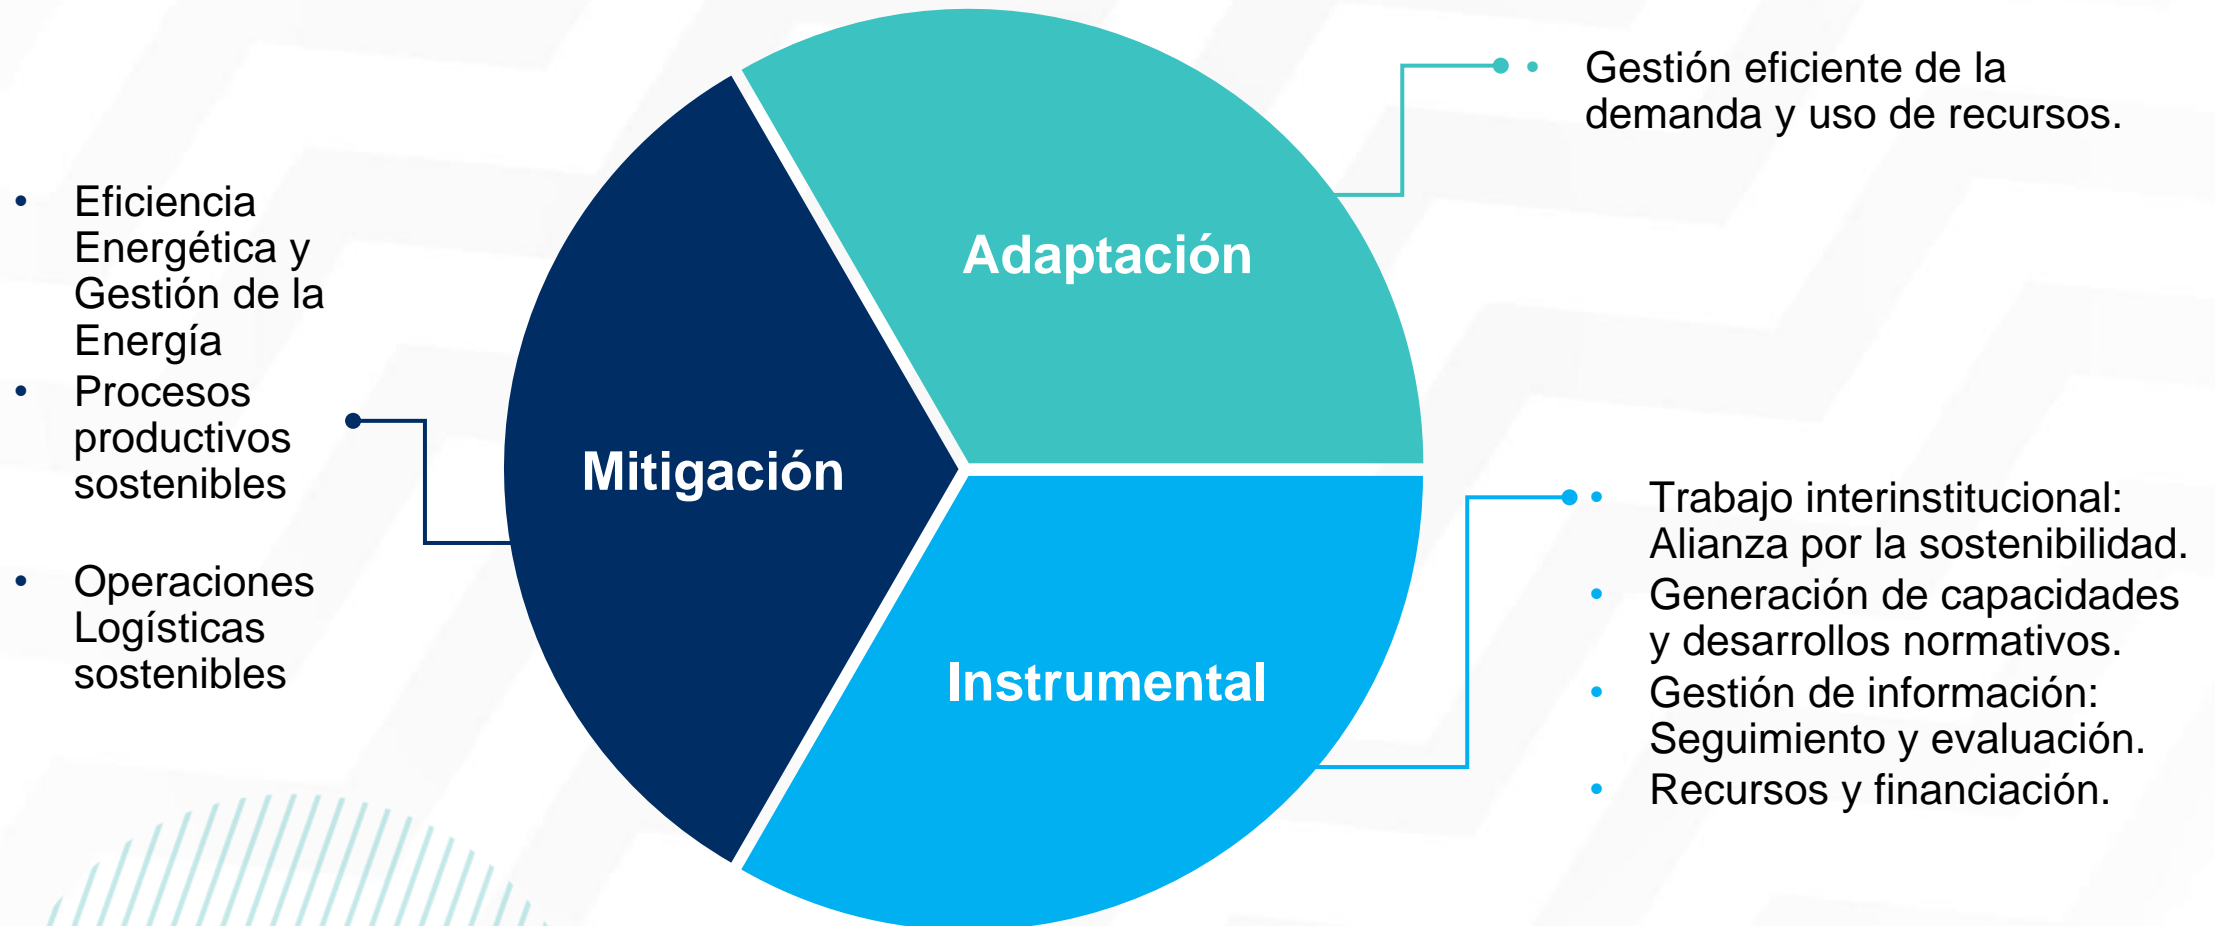 • Eficiencia
Energética y
Gestión de la
Energía
• Procesos
productivos
sostenibles
• Operaciones
Logísticas
sostenibles
Mitigación
Adaptación
Instrumental
• Gestión eficiente de la
demanda y uso de recursos.
• Trabajo interinstitucional:
Alianza por la sostenibilidad.
• Generación de capacidades
y desarrollos normativos.
• Gestión de información:
Seguimiento y evaluación.
• Recursos y financiación.